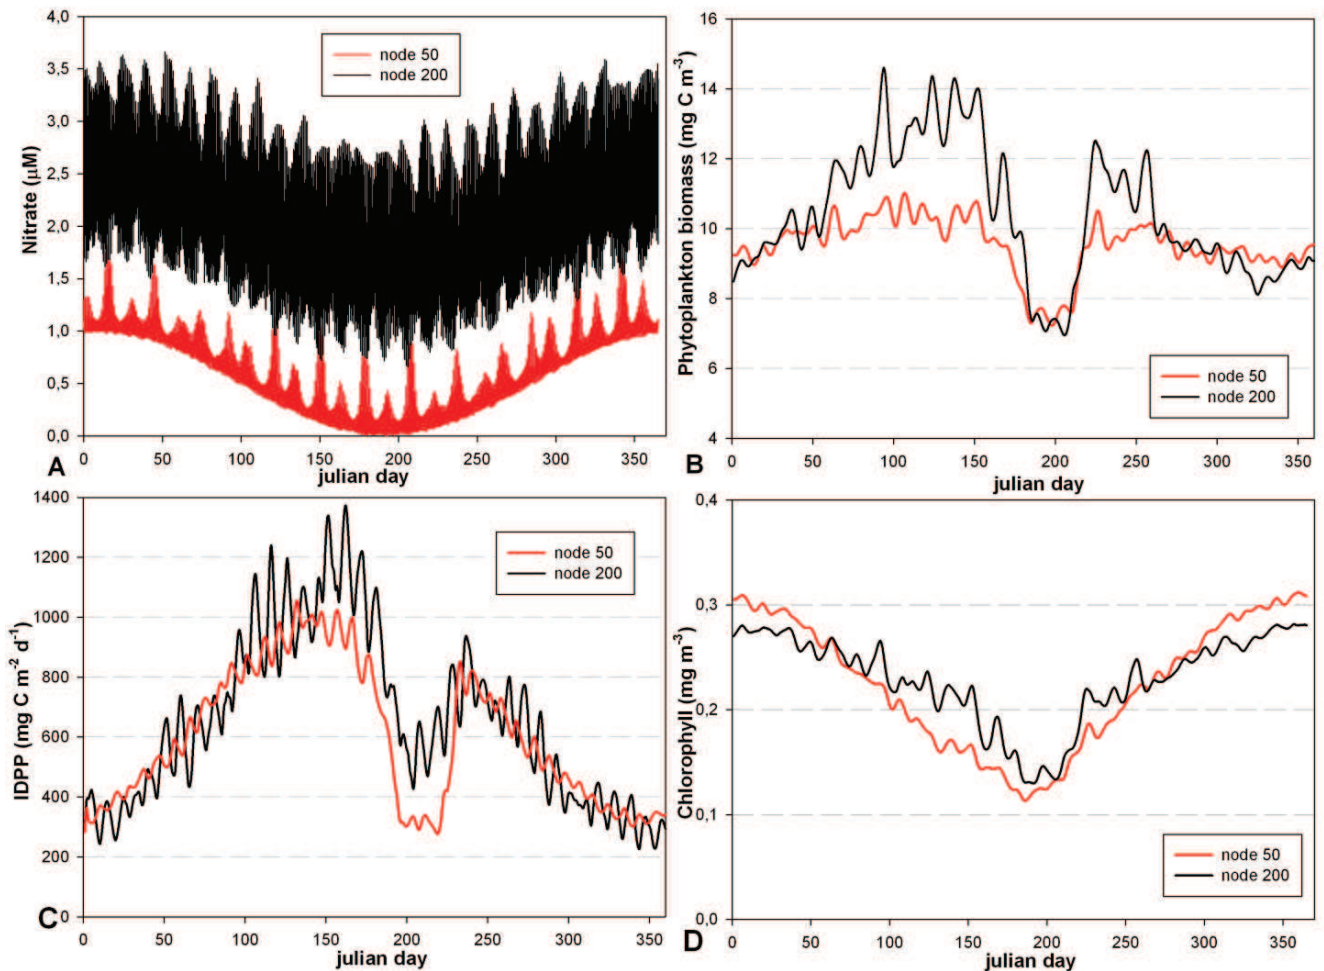 4,0
3,5
3,0
2,5
2,0
1,5
1,0
0,5
0,0
Nitrate (μM)
node 50
node 200
0 50 100 150 200 250 300 350
A
julian day
16
14
12
10
8
6
4
Phytoplankton biomass (mg C m-3)
node 50
node 200
0 50 100 150 200 250 300 350
B
julian day
1400
1200
1000
800
600
400
200
0
IDPP (mg C m-2 d-1)
node 50
node 200
C
0 50 100 150 200 250 300 350
julian day
0,4
0,3
0,2
0,1
0,0
Chlorophyll (mg m-3)
node 50
node 200
D
0 50 100 150 200 250 300 350
julian day